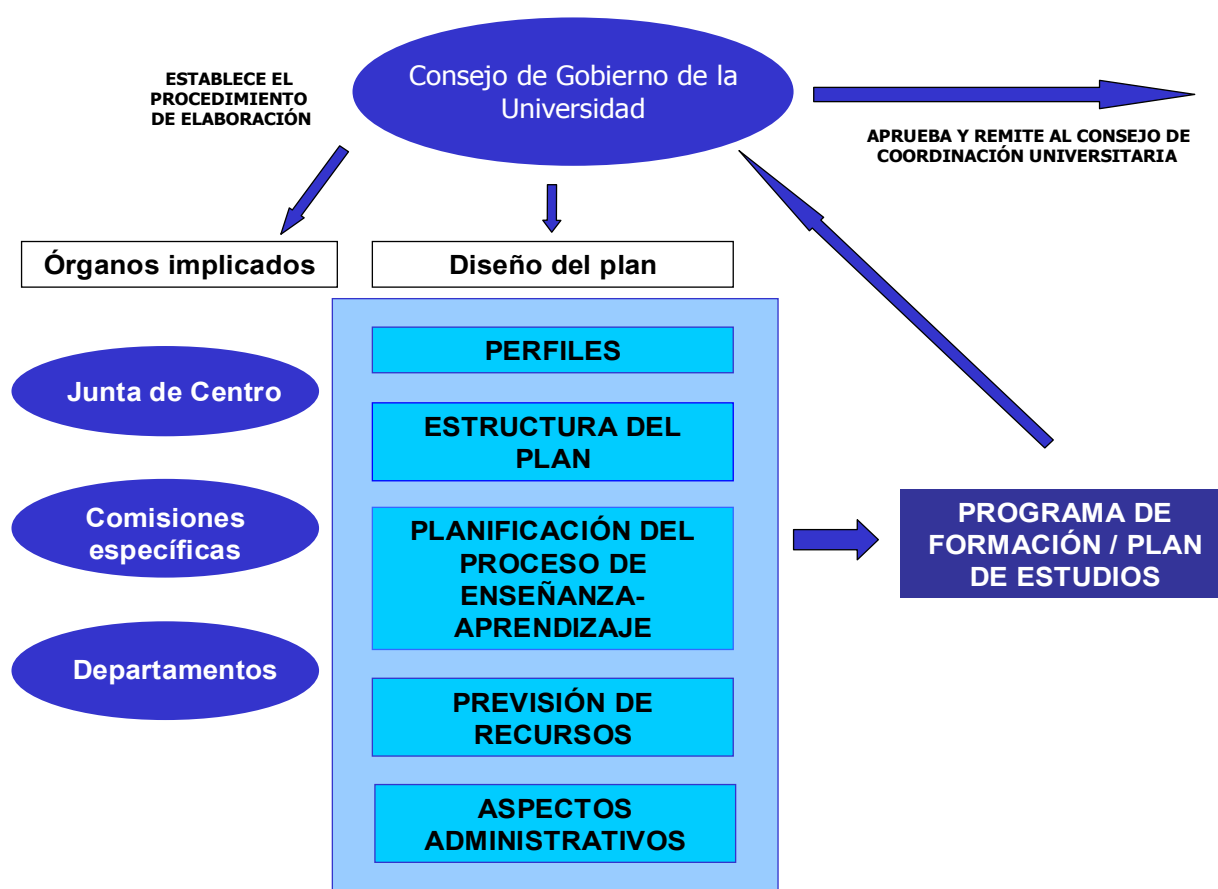 Consejo de Gobierno de la
Universidad
ESTABLECE EL
PROCEDIMIENTO
DE ELABORACIÓN
APRUEBA Y REMITE AL CONSEJO DE
COORDINACIÓN UNIVERSITARIA
Órganos implicados
Diseño del plan
Junta de Centro
Comisiones
específicas
Departamentos
PERFILES
ESTRUCTURA DEL
PLAN
PLANIFICACIÓN DEL
PROCESO DE
ENSEÑANZA-
APRENDIZAJE
PREVISIÓN DE
RECURSOS
ASPECTOS
ADMINISTRATIVOS
PROGRAMA DE
FORMACIÓN / PLAN
DE ESTUDIOS